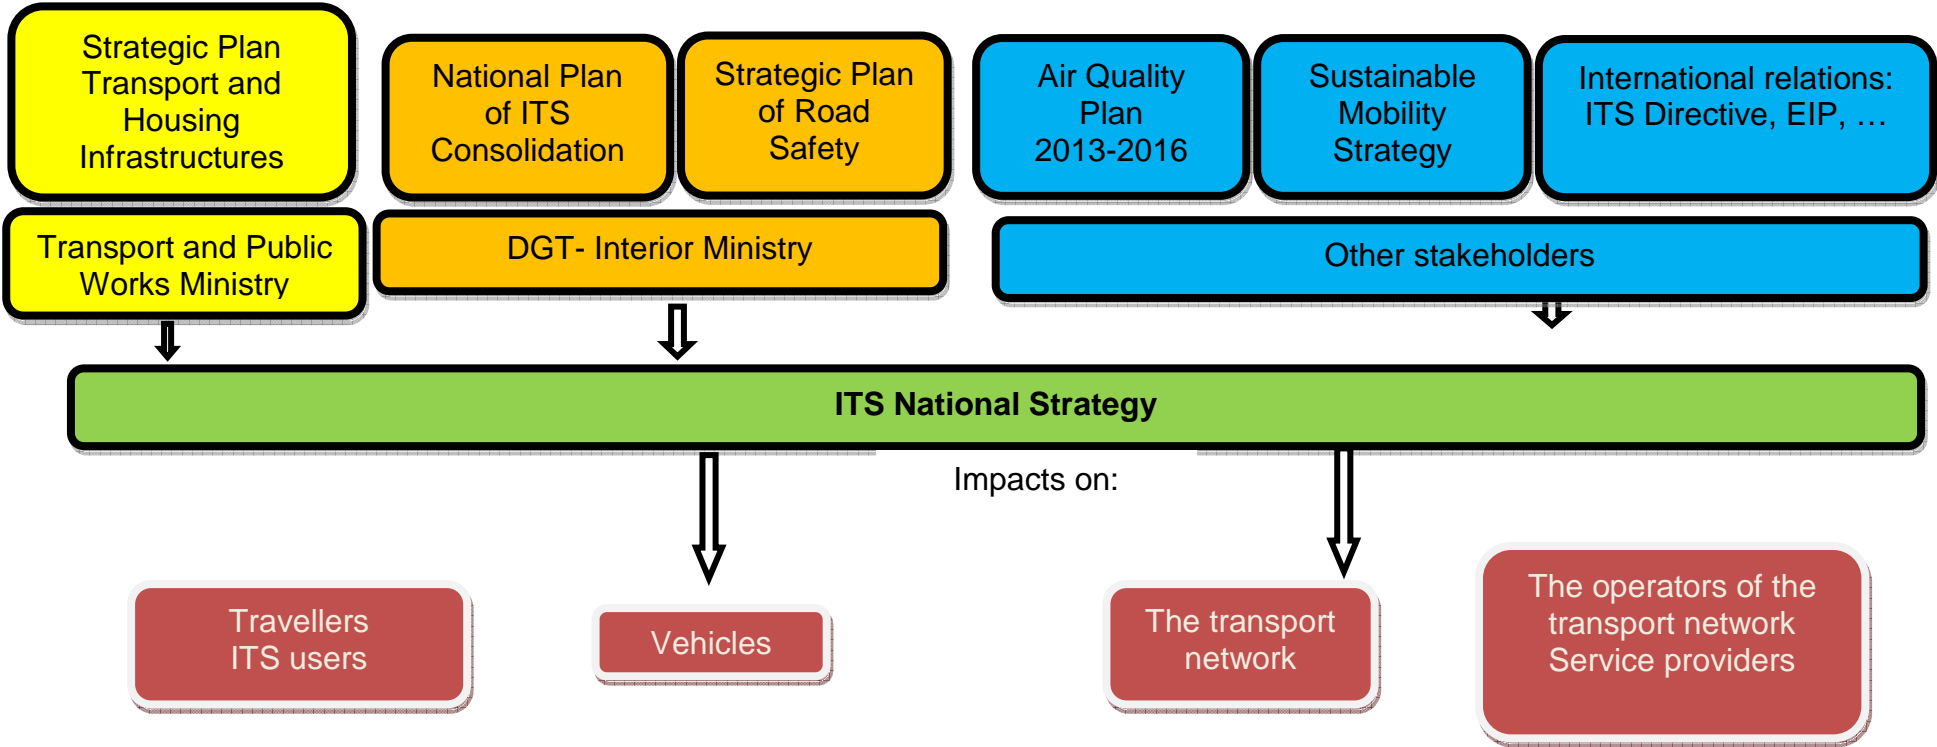 Strategic Plan
Transport and
Housing
Infrastructures
National Plan
of ITS
Consolidation
Strategic Plan
of Road
Safety
Air Quality
Plan
2013-2016
Sustainable
Mobility
Strategy
International relations:
ITS Directive, EIP, …
Transport and Public
Works Ministry
DGT- Interior Ministry
Other stakeholders
ITS National Strategy
Impacts on:
Travellers
ITS users
Vehicles
The transport
network
The operators of the
transport network
Service providers